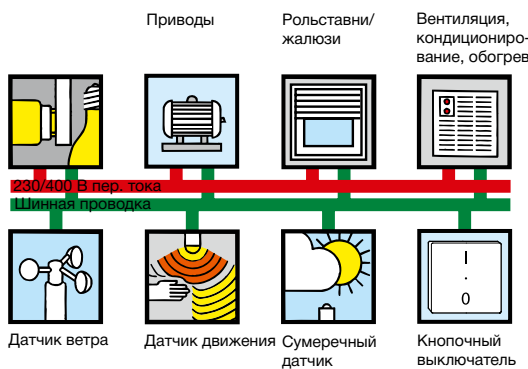 Приводы
Рольставни/
жалюзи
Вентиляция,
кондициониро-
вание, обогрев
230/400 В пер. тока
Шинная проводка
I
0
Датчик ветра
Датчик движения
Сумеречный
датчик
Кнопочный
выключатель